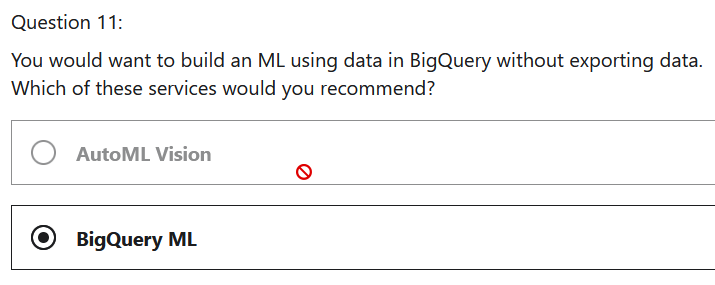 Question 11:
You would want to build an ML using data in BigQuery without exporting data.
Which of these services would you recommend?
AutoML Vision
BigQuery ML